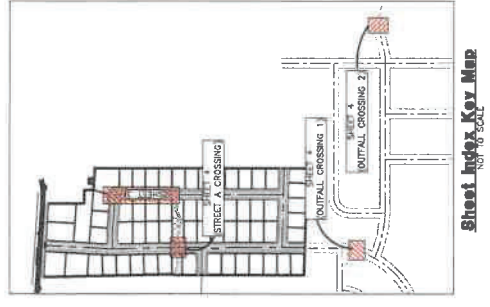 SHEET 4
STREET A CROSSING
SHEET 4
OUTFALL CROSSING 1
SHEET 4
OUTFALL CROSSING 2
Sheet Index Key Map
NOT TO SCALE